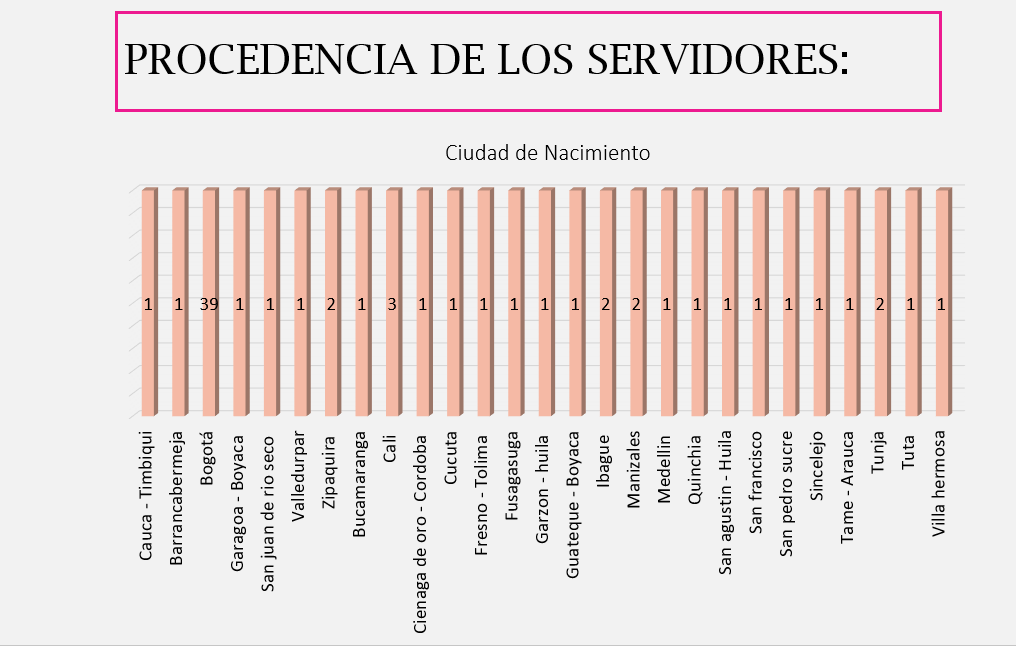 PROCEDENCIA DE LOS SERVIDORES:
Ciudad de Nacimiento
1 1 39 1 1 1 2 1 3 1 1 1 1 1 1 2 2 1 1 1 1 1 1 1 2 1 1
Cauca - Timbiqui
Barrancabermeja
Bogotá
Garagoa - Boyaca
San juan de rio seco
Valledurpar
Zipaquira
Bucamaranga
Cali
Cienaga de oro - Cordoba
Cucuta
Fresno - Tolima
Fusagasuga
Garzon - huila
Guateque - Boyaca
Ibague
Manizales
Medellin
Quinchia
San agustin - Huila
San francisco
San pedro sucre
Sincelejo
Tame - Arauca
Tunja
Tuta
Villa hermosa